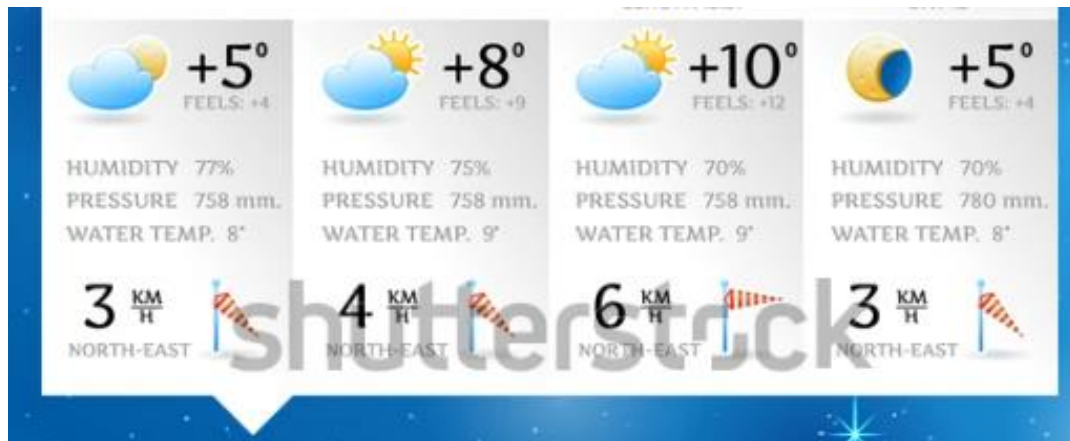 +5°
FEELS: +4
HUMIDITY 77%
PRESSURE 758 mm.
WATER TEMP. 8°
3 KM/H
NORTH-EAST
+8°
FEELS: +9
HUMIDITY 75%
PRESSURE 758 mm.
WATER TEMP. 9°
4 KM/H
NORTH-EAST
+10°
FEELS: +12
HUMIDITY 70%
PRESSURE 758 mm.
WATER TEMP. 9°
6 KM/H
NORTH-EAST
+5°
FEELS: +4
HUMIDITY 70%
PRESSURE 780 mm.
WATER TEMP. 8°
3 KM/H
NORTH-EAST
shutterstock